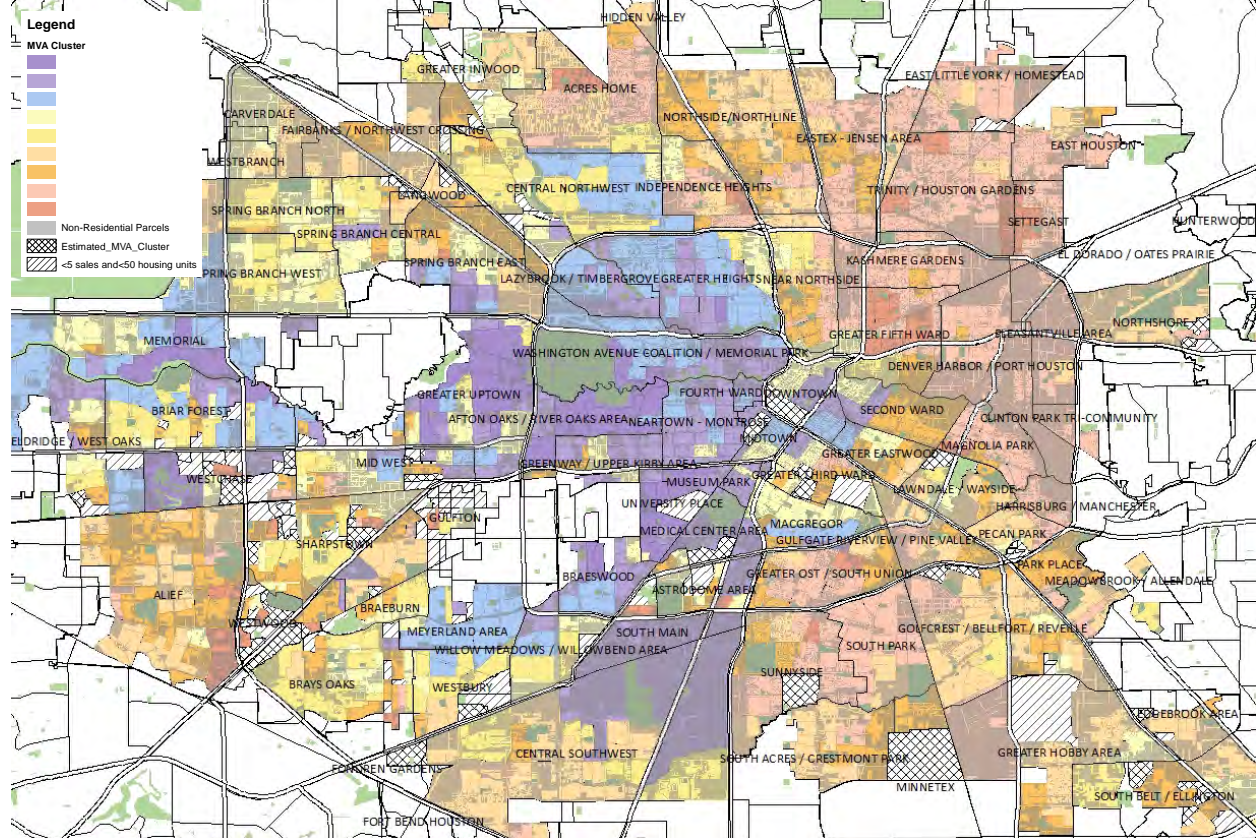 Legend
MVA Cluster
Non-Residential Parcels
Estimated_MVA_Cluster
<5 sales and<50 housing units
HIDDEN VALLEY
GREATER INWOOD
EAST LITTLE YORK / HOMESTEAD
ACRES HOME
CARVERDALE
NORTHSIDE/NORTHLINE
FAIRBANKS / NORTHWEST CROSSING
EASTEX - JENSEN AREA
EAST HOUSTON
WESTBRANCH
LANGWOOD
CENTRAL NORTHWEST
INDEPENDENCE HEIGHTS
TRINITY / HOUSTON GARDENS
SPRING BRANCH NORTH
SETTEGAST
HUNTERWOOD
SPRING BRANCH CENTRAL
EL DORADO / OATES PRAIRIE
SPRING BRANCH EAST
KASHMERE GARDENS
SPRING BRANCH WEST
LAZYBROOK / TIMBERGROVE
GREATER HEIGHTS
NEAR NORTHSIDE
NORTHSHORE
GREATER FIFTH WARD
PLEASANTVILLE AREA
MEMORIAL
WASHINGTON AVENUE COALITION / MEMORIAL PARK
DENVER HARBOR / PORT HOUSTON
GREATER UPTOWN
FOURTH WARD
DOWNTOWN
BRIAR FOREST
SECOND WARD
AFTON OAKS / RIVER OAKS AREA
NEARTOWN - MONTROSE
CLINTON PARK TRI-COMMUNITY
ELDRIDGE / WEST OAKS
MIDTOWN
MAGNOLIA PARK
GREATER EASTWOOD
MID WEST
GREENWAY / UPPER KIRBY AREA
WESTCHASE
GREATER THIRD WARD
MUSEUM PARK
LAWNDALE / WAYSIDE
UNIVERSITY PLACE
HARRISBURG / MANCHESTER
GULFTON
MACGREGOR
MEDICAL CENTER AREA
PECAN PARK
GULFGATE RIVERVIEW / PINE VALLEY
SHARPSTOWN
PARK PLACE
BRAESWOOD
GREATER OST / SOUTH UNION
MEADOWBROOK / ALLENDALE
ASTRODOME AREA
ALIEF
BRAEBURN
WESTWOOD
MEYERLAND AREA
SOUTH MAIN
GOLFCREST / BELLFORT / REVEILLE
WILLOW MEADOWS / WILLOWBEND AREA
SOUTH PARK
SUNNYSIDE
BRAYS OAKS
WESTBURY
EDGEBROOK AREA
CENTRAL SOUTHWEST
SOUTH ACRES / CRESTMONT PARK
GREATER HOBBY AREA
FONDREN GARDENS
MINNETEX
SOUTH BELT / ELLINGTON
FORT BEND HOUSTON